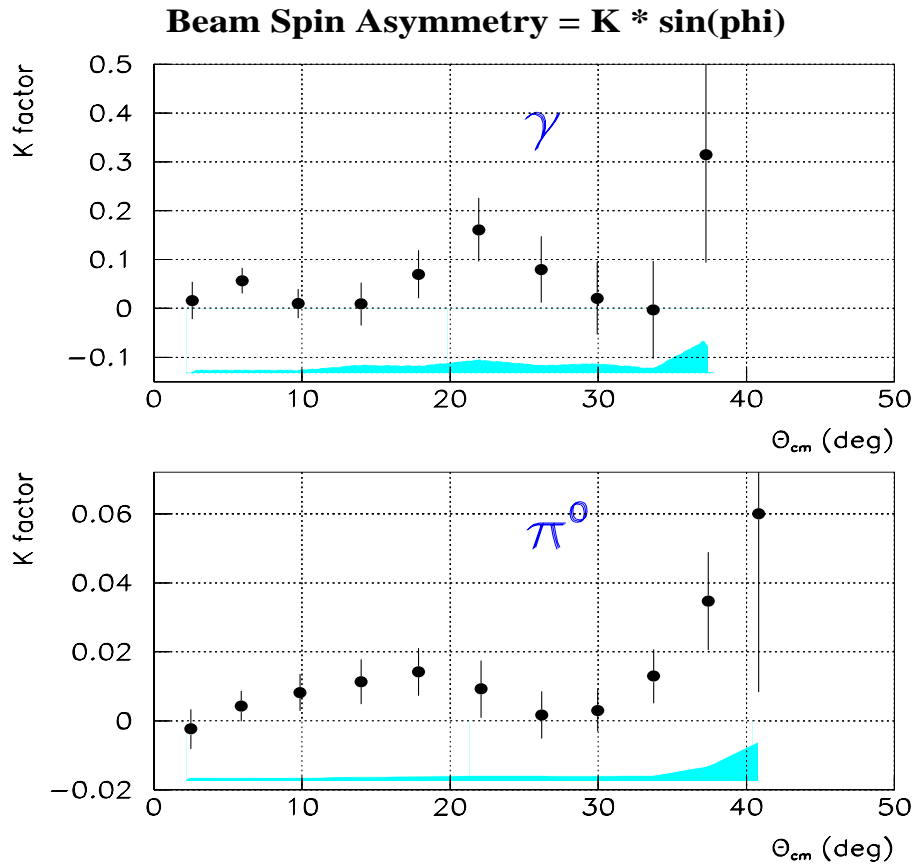 Beam Spin Asymmetry = K * sin(phi)
K factor
γ
0.5
0.4
0.3
0.2
0.1
0
−0.1
0 10 20 30 40 50
Θcm (deg)
K factor
π⁰
0.06
0.04
0.02
0
−0.02
0 10 20 30 40 50
Θcm (deg)